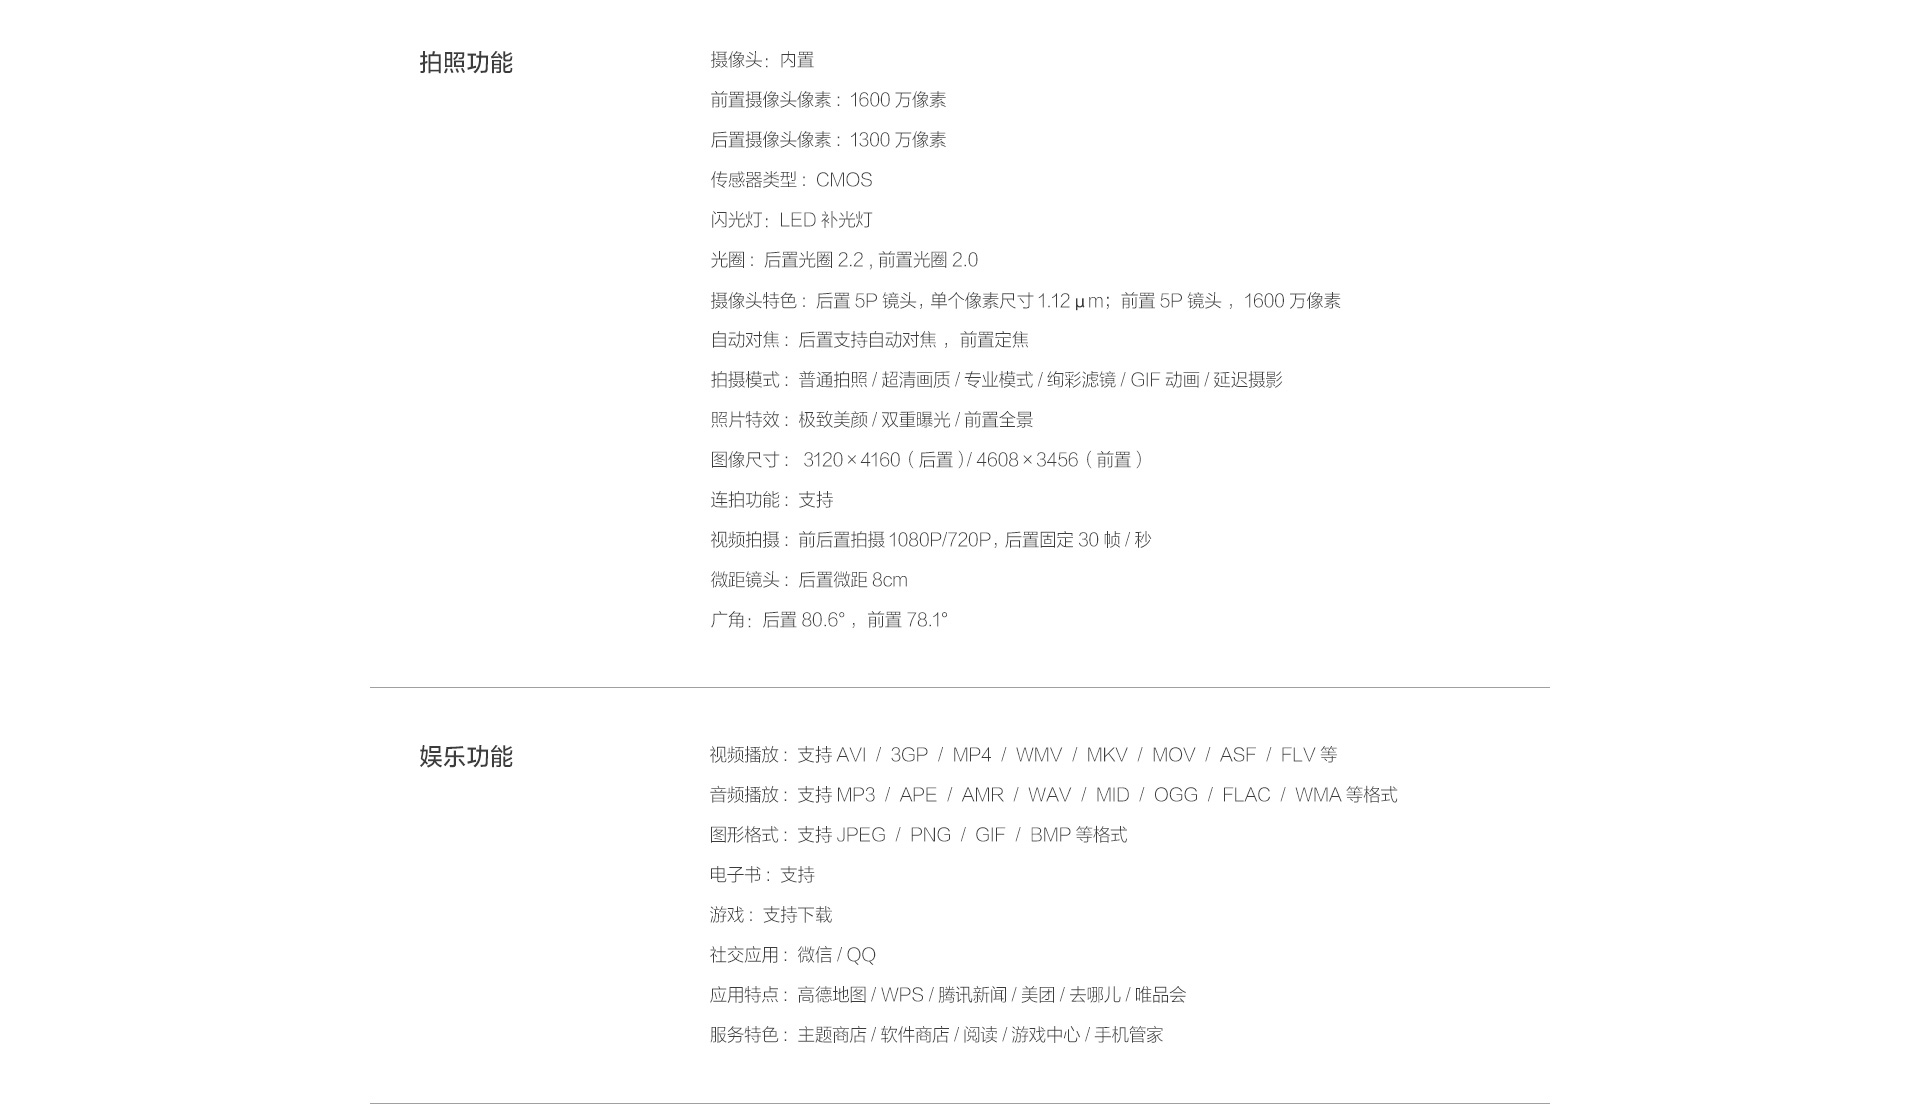 拍照功能
摄像头：内置
前置摄像头像素：1600 万像素
后置摄像头像素：1300 万像素
传感器类型：CMOS
闪光灯：LED 补光灯
光圈：后置光圈 2.2 , 前置光圈 2.0
摄像头特色：后置 5P 镜头, 单个像素尺寸 1.12 μm；前置 5P 镜头 ，1600 万像素
自动对焦：后置支持自动对焦 ，前置定焦
拍摄模式：普通拍照 / 超清画质 / 专业模式 / 绚彩滤镜 / GIF 动画 / 延迟摄影
照片特效：极致美颜 / 双重曝光 / 前置全景
图像尺寸： 3120 × 4160（ 后置 ）/ 4608 × 3456（ 前置 ）
连拍功能：支持
视频拍摄：前后置拍摄 1080P/720P, 后置固定 30 帧 / 秒
微距镜头：后置微距 8cm
广角：后置 80.6° ，前置 78.1°
娱乐功能
视频播放：支持 AVI / 3GP / MP4 / WMV / MKV / MOV / ASF / FLV 等
音频播放：支持 MP3 / APE / AMR / WAV / MID / OGG / FLAC / WMA 等格式
图形格式：支持 JPEG / PNG / GIF / BMP 等格式
电子书：支持
游戏：支持下载
社交应用：微信 / QQ
应用特点：高德地图 / WPS / 腾讯新闻 / 美团 / 去哪儿 / 唯品会
服务特色：主题商店 / 软件商店 / 阅读 / 游戏中心 / 手机管家